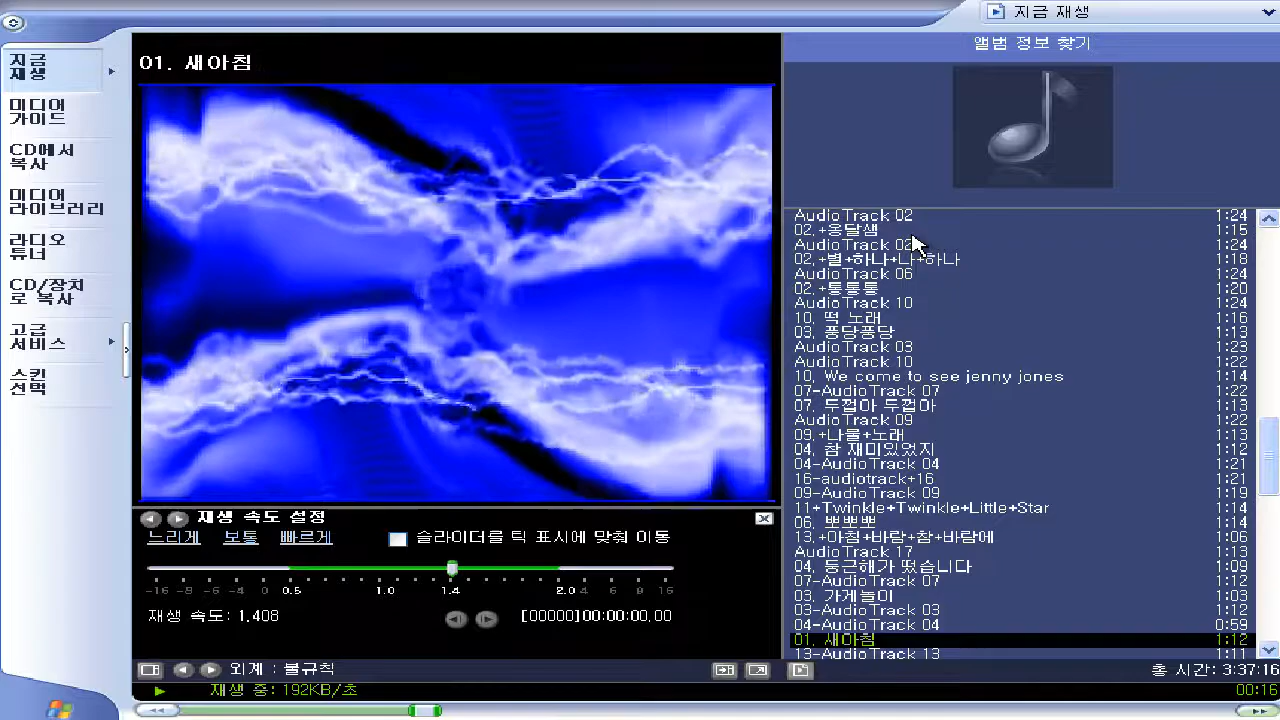 지금 재생
앨범 정보 찾기
지금
재생
미디어
가이드
CD에서
복사
미디어
라이브러리
라디오
튜너
CD/장치
로 복사
고급
서비스
스킨
선택
01. 새아침
AudioTrack 02 1:24
02.+옹달샘 1:15
AudioTrack 02 1:24
02.+별+하나+나+하나 1:18
AudioTrack 06 1:24
02.+통통통 1:20
AudioTrack 10 1:24
10. 떡 노래 1:16
03. 퐁당퐁당 1:13
AudioTrack 03 1:23
AudioTrack 10 1:22
10. We come to see jenny jones 1:14
07-AudioTrack 07 1:22
07. 두껍아 두껍아 1:13
AudioTrack 09 1:22
09.+나물+노래 1:13
04. 참 재미있었지 1:12
04-AudioTrack 04 1:21
16-audiotrack+16 1:21
09-AudioTrack 09 1:19
11+Twinkle+Twinkle+Little+Star 1:14
06. 뽀뽀뽀 1:14
13.+아침+바람+찬+바람에 1:06
AudioTrack 17 1:13
04. 둥근해가 떴습니다 1:09
07-AudioTrack 07 1:12
03. 가게놀이 1:03
03-AudioTrack 03 1:12
04-AudioTrack 04 0:59
01. 새아침 1:12
13-AudioTrack 13 1:11
재생 속도 설정
느리게 보통 빠르게 슬라이더를 틱 표시에 맞춰 이동
-16 -8 -6 -4 0 0.5 1.0 1.4 2.0 4 6 8 16
재생 속도: 1.408 [00000]00:00:00.00
외계 : 불규칙
총 시간: 3:37:16
재생 중: 192KB/초 00:16